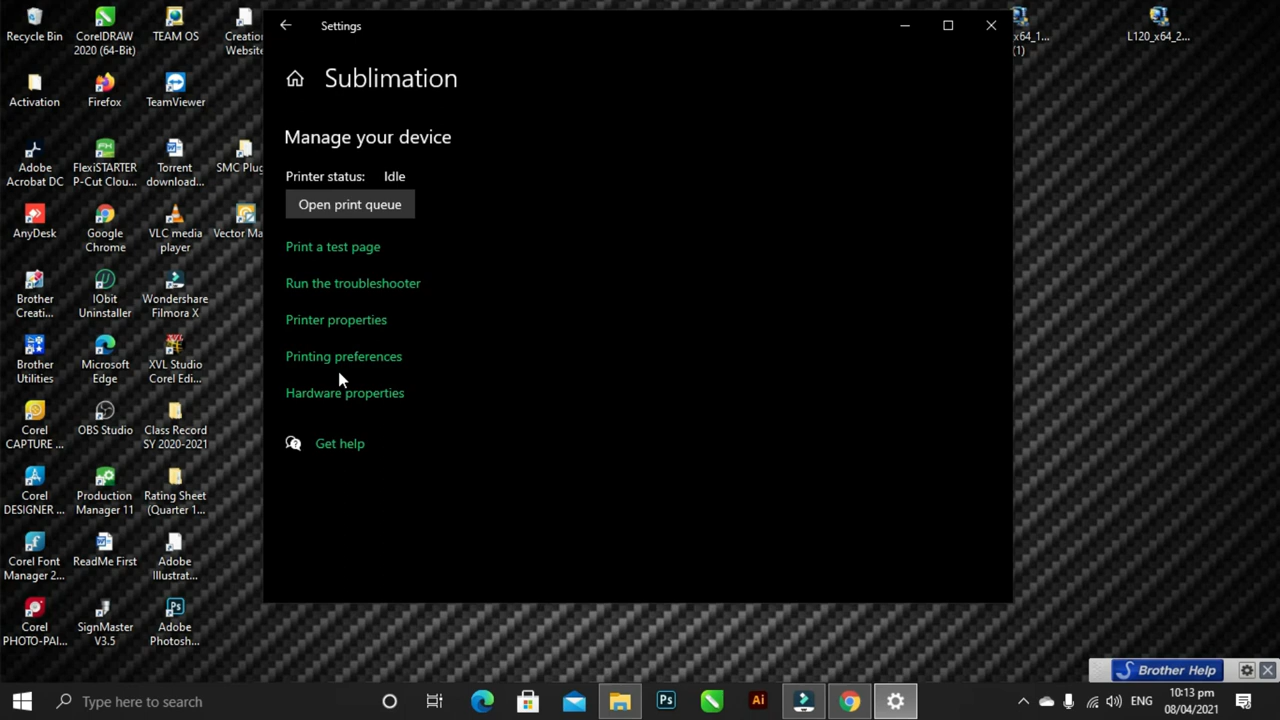 Recycle Bin
CorelDRAW
2020 (64-Bit)
TEAM OS
Creation
Website
Activation
Firefox
TeamViewer
Adobe
Acrobat DC
FlexiSTARTER
P-Cut Clou...
Torrent
download...
SMC Plug
AnyDesk
Google
Chrome
VLC media
player
Vector Ma
Brother
Creati...
IObit
Uninstaller
Wondershare
Filmora X
Brother
Utilities
Microsoft
Edge
XVL Studio
Corel Edi...
Corel
CAPTURE ...
OBS Studio
Class Record
SY 2020-2021
Corel
DESIGNER ...
Production
Manager 11
Rating Sheet
(Quarter 1...
Corel Font
Manager 2...
ReadMe First
Adobe
Illustrat...
Corel
PHOTO-PAI...
SignMaster
V3.5
Adobe
Photosh...
Settings
Sublimation
Manage your device
Printer status: Idle
Open print queue
Print a test page
Run the troubleshooter
Printer properties
Printing preferences
Hardware properties
Get help
x64_1...
(1)
L120_x64_2...
Brother Help
Type here to search
Ps
Ai
ENG
10:13 pm
08/04/2021